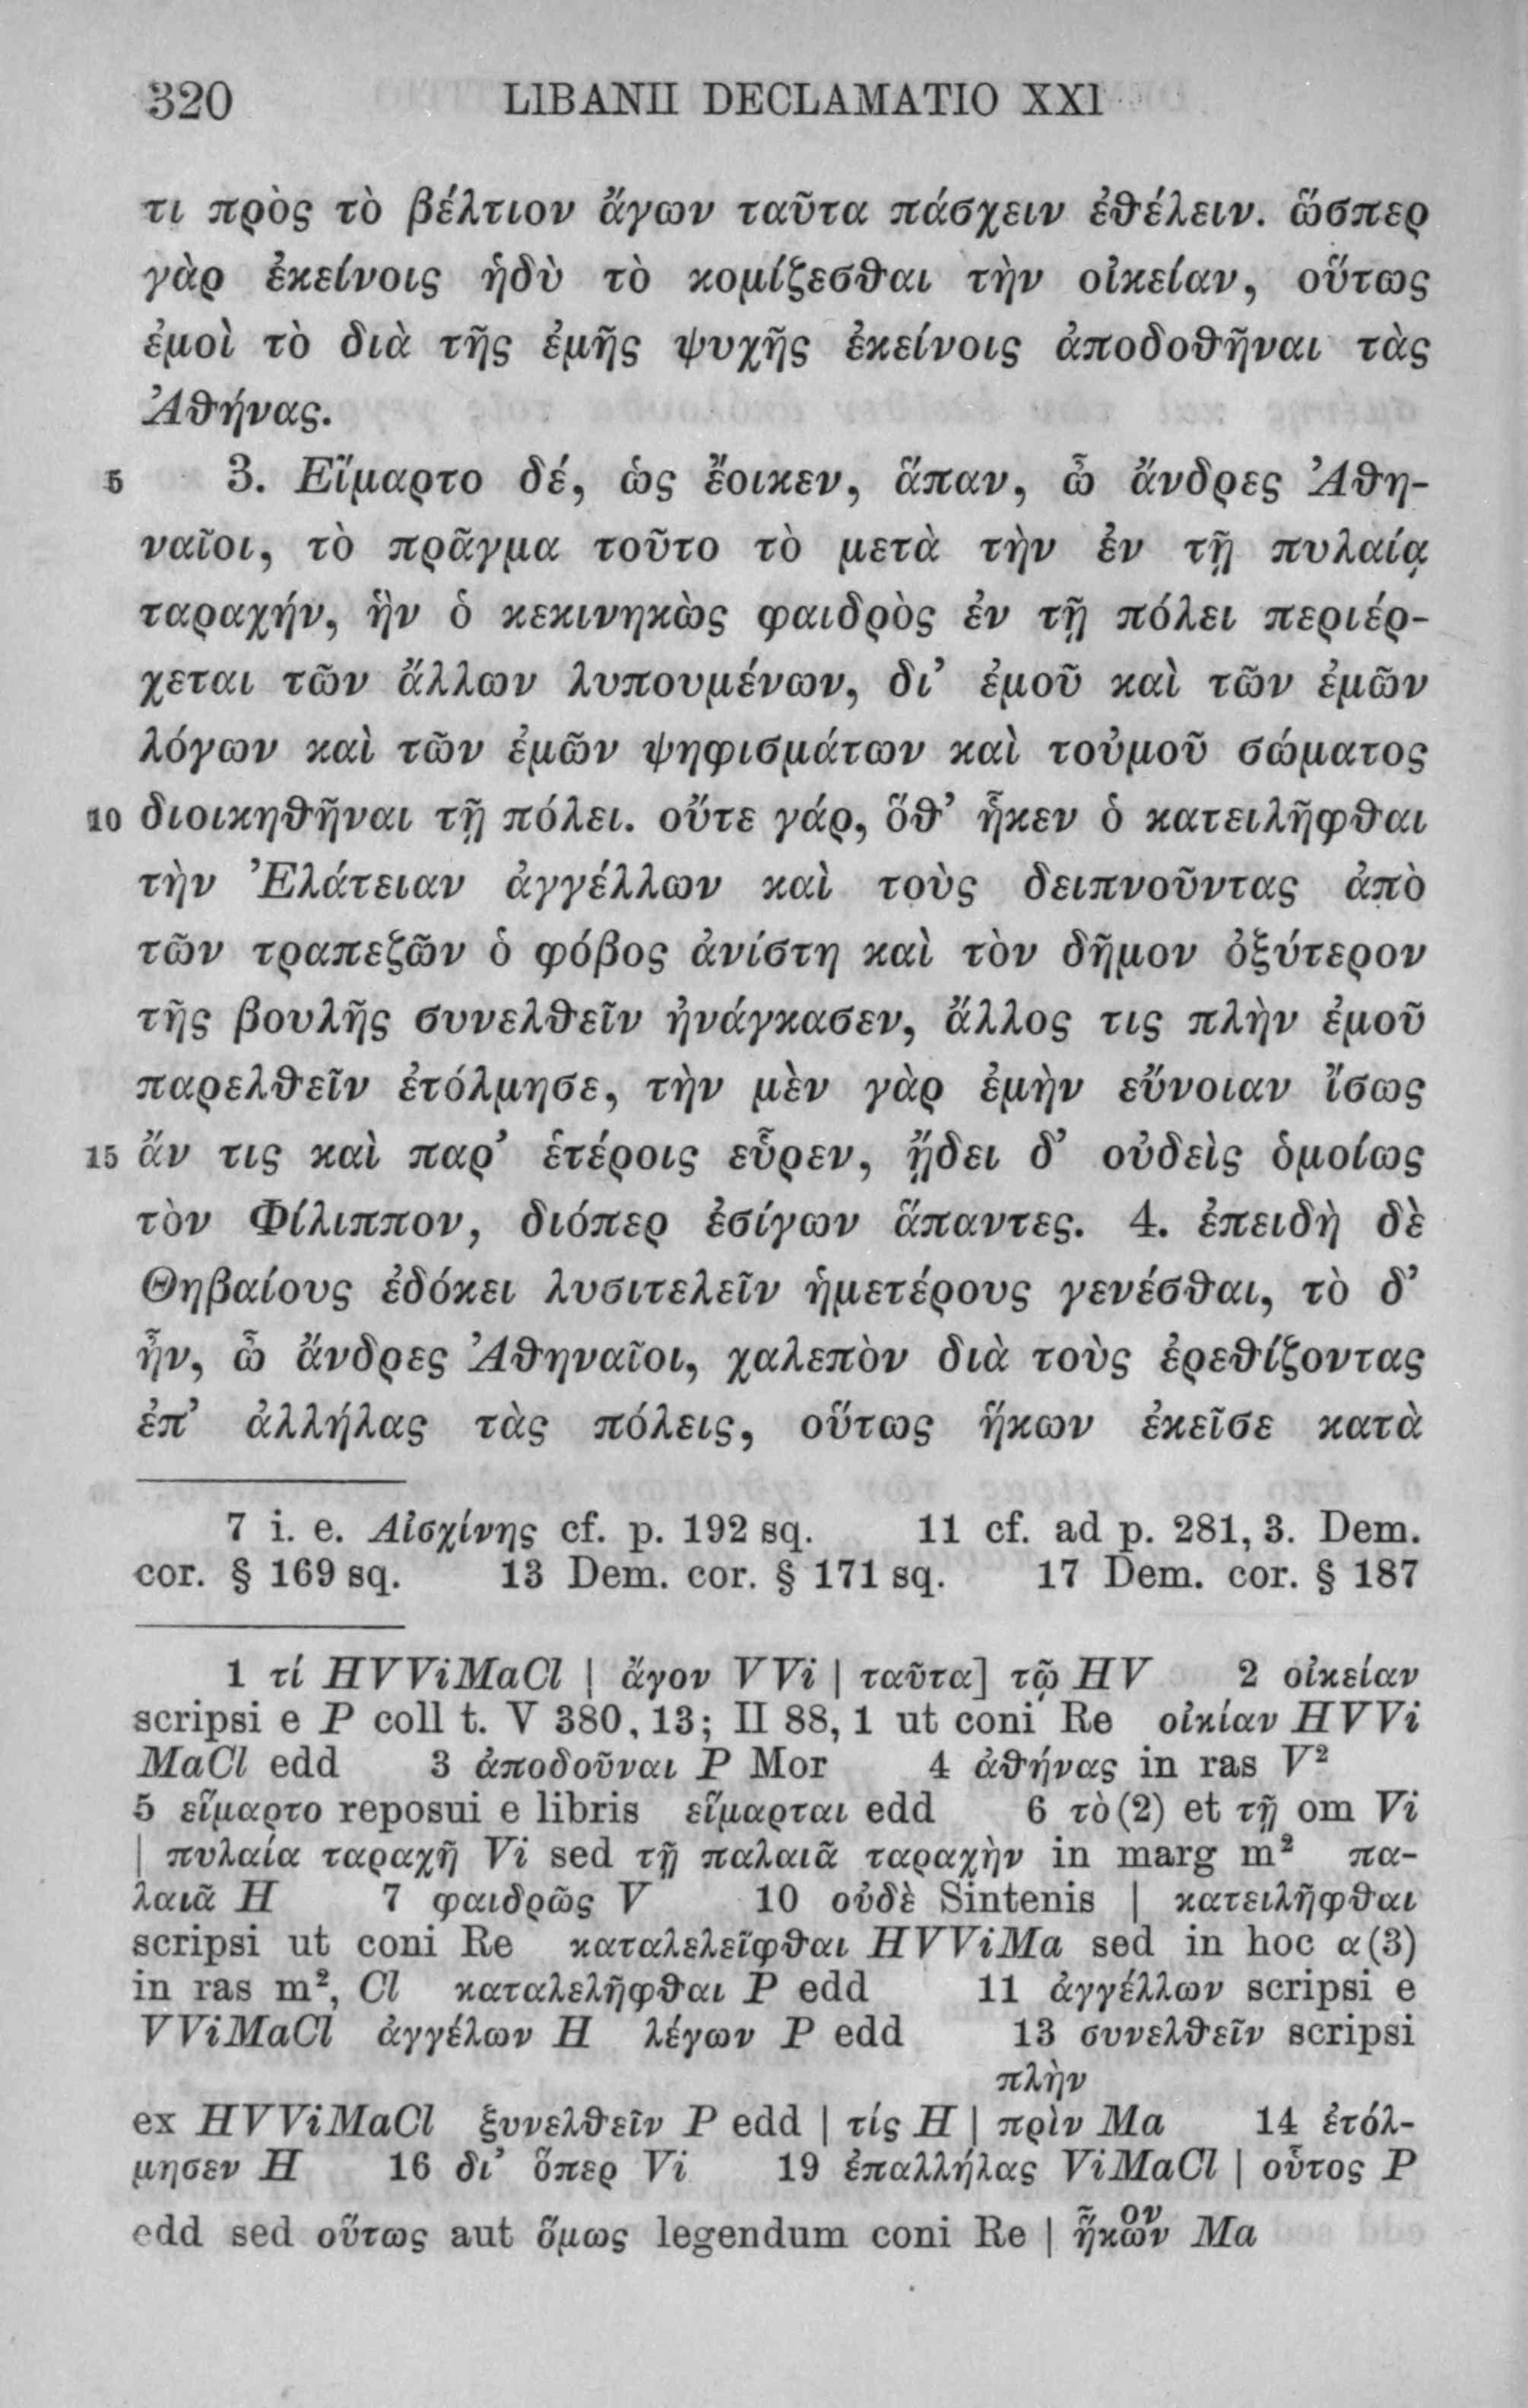 320 LIBANII DECLAMATIO XXI
τι πρὸς τὸ βέλτιον ἄγων ταῦτα πάσχειν ἐθέλειν. ὥσπερ
γὰρ ἐκείνοις ἡδὺ τὸ κομίζεσθαι τὴν οἰκείαν, οὕτως
ἐμοὶ τὸ διὰ τῆς ἐμῆς ψυχῆς ἐκείνοις ἀποδοθῆναι τὰς
Ἀθήνας.
5 3. Εἵμαρτο δέ, ὡς ἔοικεν, ἅπαν, ὦ ἄνδρες Ἀθη-
ναῖοι, τὸ πρᾶγμα τοῦτο τὸ μετὰ τὴν ἐν τῇ πυλαίᾳ
ταραχήν, ἣν ὁ κεκινηκὼς φαιδρὸς ἐν τῇ πόλει περιέρ-
χεται τῶν ἄλλων λυπουμένων, δι’ ἐμοῦ καὶ τῶν ἐμῶν
λόγων καὶ τῶν ἐμῶν ψηφισμάτων καὶ τοὐμοῦ σώματος
10 διοικηθῆναι τῇ πόλει. οὔτε γάρ, ὅθ’ ἧκεν ὁ κατειλῆφθαι
τὴν Ἐλάτειαν ἀγγέλλων καὶ τοὺς δειπνοῦντας ἀπὸ
τῶν τραπεζῶν ὁ φόβος ἀνίστη καὶ τὸν δῆμον ὀξύτερον
τῆς βουλῆς συνελθεῖν ἠνάγκασεν, ἄλλος τις πλὴν ἐμοῦ
παρελθεῖν ἐτόλμησε, τὴν μὲν γὰρ ἐμὴν εὔνοιαν ἴσως
15 ἄν τις καὶ παρ’ ἑτέροις εὗρεν, ᾔδει δ’ οὐδεὶς ὁμοίως
τὸν Φίλιππον, διόπερ ἐσίγων ἅπαντες. 4. ἐπειδὴ δὲ
Θηβαίους ἐδόκει λυσιτελεῖν ἡμετέρους γενέσθαι, τὸ δ’
ἦν, ὦ ἄνδρες Ἀθηναῖοι, χαλεπὸν διὰ τοὺς ἐρεθίζοντας
ἐπ’ ἀλλήλας τὰς πόλεις, οὕτως ἥκων ἐκεῖσε κατὰ
7 i. e. Αἰσχίνης cf. p. 192 sq. 11 cf. ad p. 281, 3. Dem.
cor. § 169 sq. 13 Dem. cor. § 171 sq. 17 Dem. cor. § 187
1 τί HVViMaCl | ἄγον VVi | ταῦτα] τῷ HV 2 οἰκείαν
scripsi e P coll t. V 380, 13; II 88, 1 ut coni Re οἰκίαν HVVi
MaCl edd 3 ἀποδοῦναι P Mor 4 ἀθήνας in ras V²
5 εἵμαρτο reposui e libris εἵμαρται edd 6 τὸ(2) et τῇ om Vi
| πυλαία ταραχῆ Vi sed τῇ παλαιᾶ ταραχὴν in marg m² πα-
λαιᾶ H 7 φαιδρῶς V 10 οὐδὲ Sintenis | κατειλῆφθαι
scripsi ut coni Re καταλελεῖφθαι HVViMa sed in hoc α(3)
in ras m², Cl καταλελῆφθαι P edd 11 ἀγγέλλων scripsi e
VViMaCl ἀγγέλων H λέγων P edd 13 συνελθεῖν scripsi
πλὴν
ex HVViMaCl ξυνελθεῖν P edd | τίς H | πρὶν Ma 14 ἐτόλ-
μησεν H 16 δι’ ὅπερ Vi 19 ἐπαλλήλας ViMaCl | οὗτος P
edd sed οὕτως aut ὅμως legendum coni Re | ἧκων Ma
ον